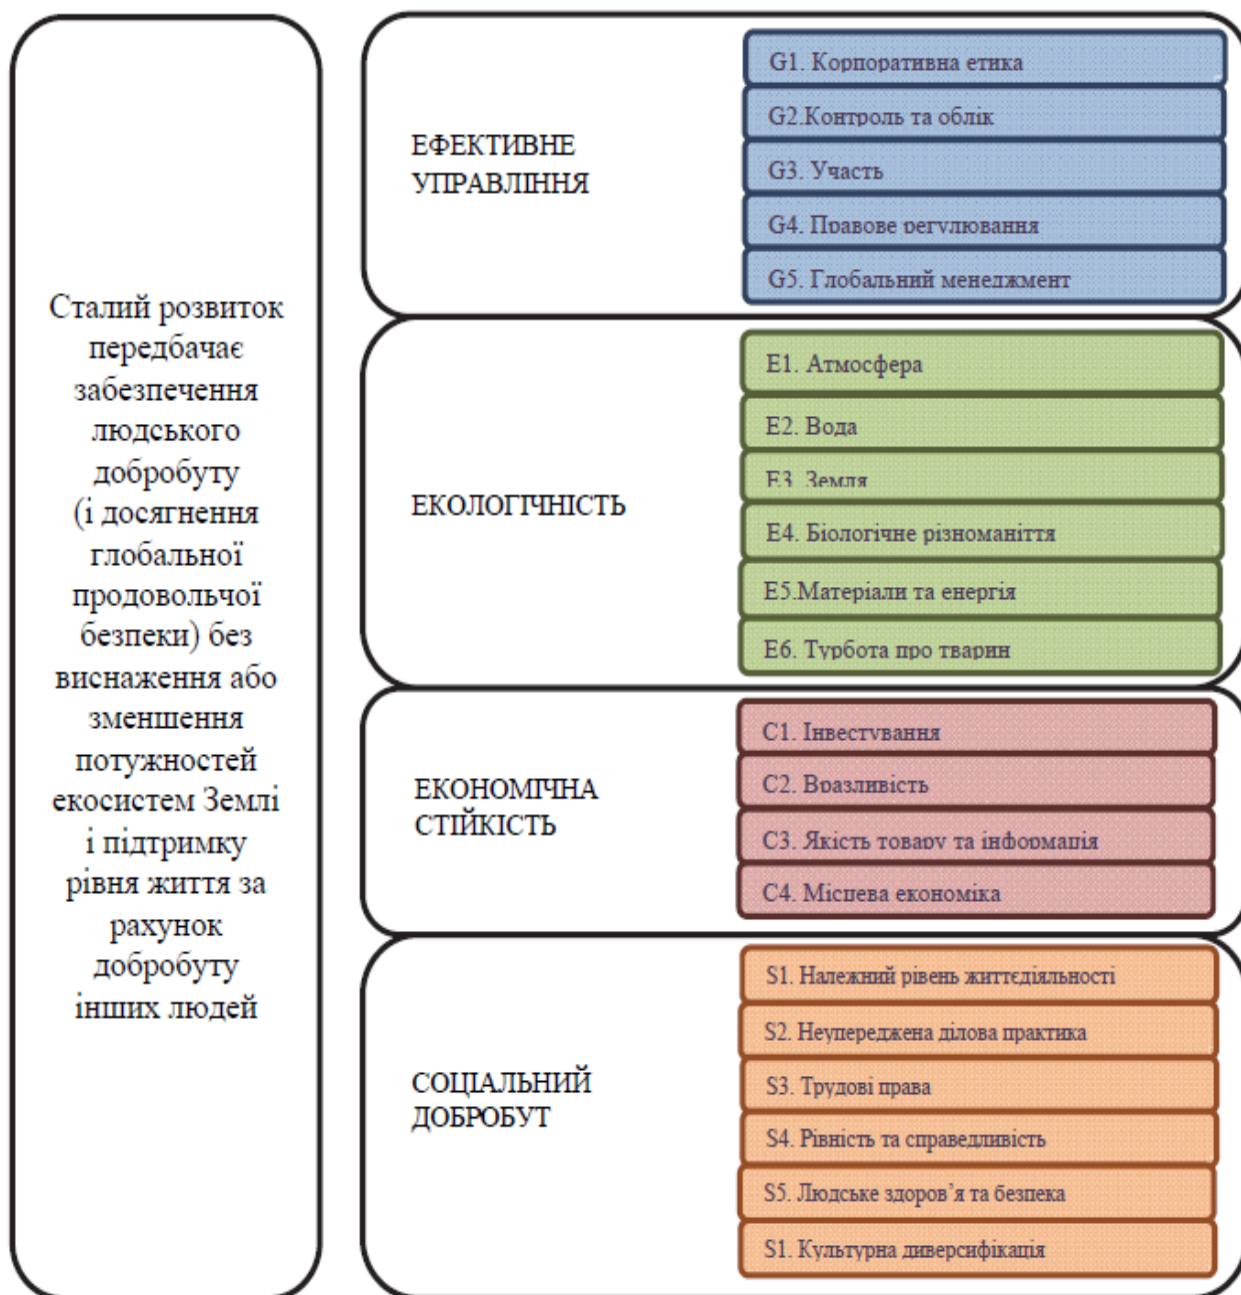 Сталий розвиток
передбачає
забезпечення
людського
добробуту
(і досягнення
глобальної
продовольчої
безпеки) без
виснаження або
зменшення
потужностей
екосистем Землі
і підтримку
рівня життя за
рахунок
добробуту
інших людей
ЕФЕКТИВНЕ
УПРАВЛІННЯ
G1. Корпоративна етика
G2.Контроль та облік
G3. Участь
G4. Правове регулювання
G5. Глобальний менеджмент
ЕКОЛОГІЧНІСТЬ
E1. Атмосфера
E2. Вода
E3. Земля
E4. Біологічне різноманіття
E5.Матеріали та енергія
E6. Турбота про тварин
ЕКОНОМІЧНА
СТІЙКІСТЬ
C1. Інвестування
C2. Вразливість
C3. Якість товару та інформація
C4. Місцева економіка
СОЦІАЛЬНИЙ
ДОБРОБУТ
S1. Належний рівень життєдіяльності
S2. Неупереджена ділова практика
S3. Трудові права
S4. Рівність та справедливість
S5. Людське здоров’я та безпека
S1. Культурна диверсифікація